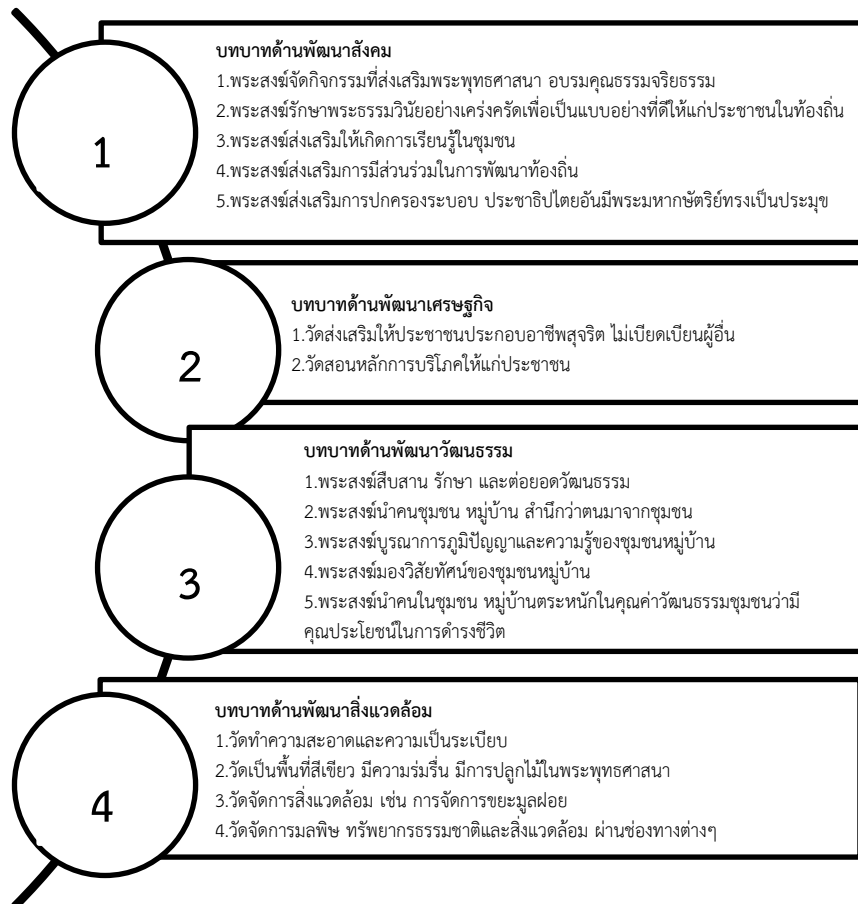 1
บทบาทด้านพัฒนาสังคม
1.พระสงฆ์จัดกิจกรรมที่ส่งเสริมพระพุทธศาสนา อบรมคุณธรรมจริยธรรม
2.พระสงฆ์รักษาพระธรรมวินัยอย่างเคร่งครัดเพื่อเป็นแบบอย่างที่ดีให้แก่ประชาชนในท้องถิ่น
3.พระสงฆ์ส่งเสริมให้เกิดการเรียนรู้ในชุมชน
4.พระสงฆ์ส่งเสริมการมีส่วนร่วมในการพัฒนาท้องถิ่น
5.พระสงฆ์ส่งเสริมการปกครองระบอบ ประชาธิปไตยอันมีพระมหากษัตริย์ทรงเป็นประมุข
2
บทบาทด้านพัฒนาเศรษฐกิจ
1.วัดส่งเสริมให้ประชาชนประกอบอาชีพสุจริต ไม่เบียดเบียนผู้อื่น
2.วัดสอนหลักการบริโภคให้แก่ประชาชน
3
บทบาทด้านพัฒนาวัฒนธรรม
1.พระสงฆ์สืบสาน รักษา และต่อยอดวัฒนธรรม
2.พระสงฆ์นำคนชุมชน หมู่บ้าน สำนึกว่าตนมาจากชุมชน
3.พระสงฆ์บูรณาการภูมิปัญญาและความรู้ของชุมชนหมู่บ้าน
4.พระสงฆ์มองวิสัยทัศน์ของชุมชนหมู่บ้าน
5.พระสงฆ์นำคนในชุมชน หมู่บ้านตระหนักในคุณค่าวัฒนธรรมชุมชนว่ามี
คุณประโยชน์ในการดำรงชีวิต
4
บทบาทด้านพัฒนาสิ่งแวดล้อม
1.วัดทำความสะอาดและความเป็นระเบียบ
2.วัดเป็นพื้นที่สีเขียว มีความร่มรื่น มีการปลูกไม้ในพระพุทธศาสนา
3.วัดจัดการสิ่งแวดล้อม เช่น การจัดการขยะมูลฝอย
4.วัดจัดการมลพิษ ทรัพยากรธรรมชาติและสิ่งแวดล้อม ผ่านช่องทางต่างๆ